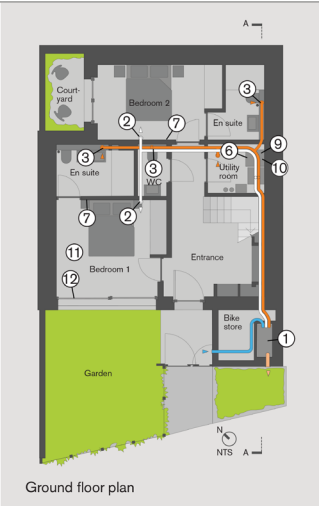 A
Court-
yard
Bedroom 2
3
2
7
En suite
9
3
3
6
10
En suite
WC
Utility
room
7
2
11
Entrance
Bedroom 1
12
Bike
store
1
Garden
N
NTS
A
Ground floor plan